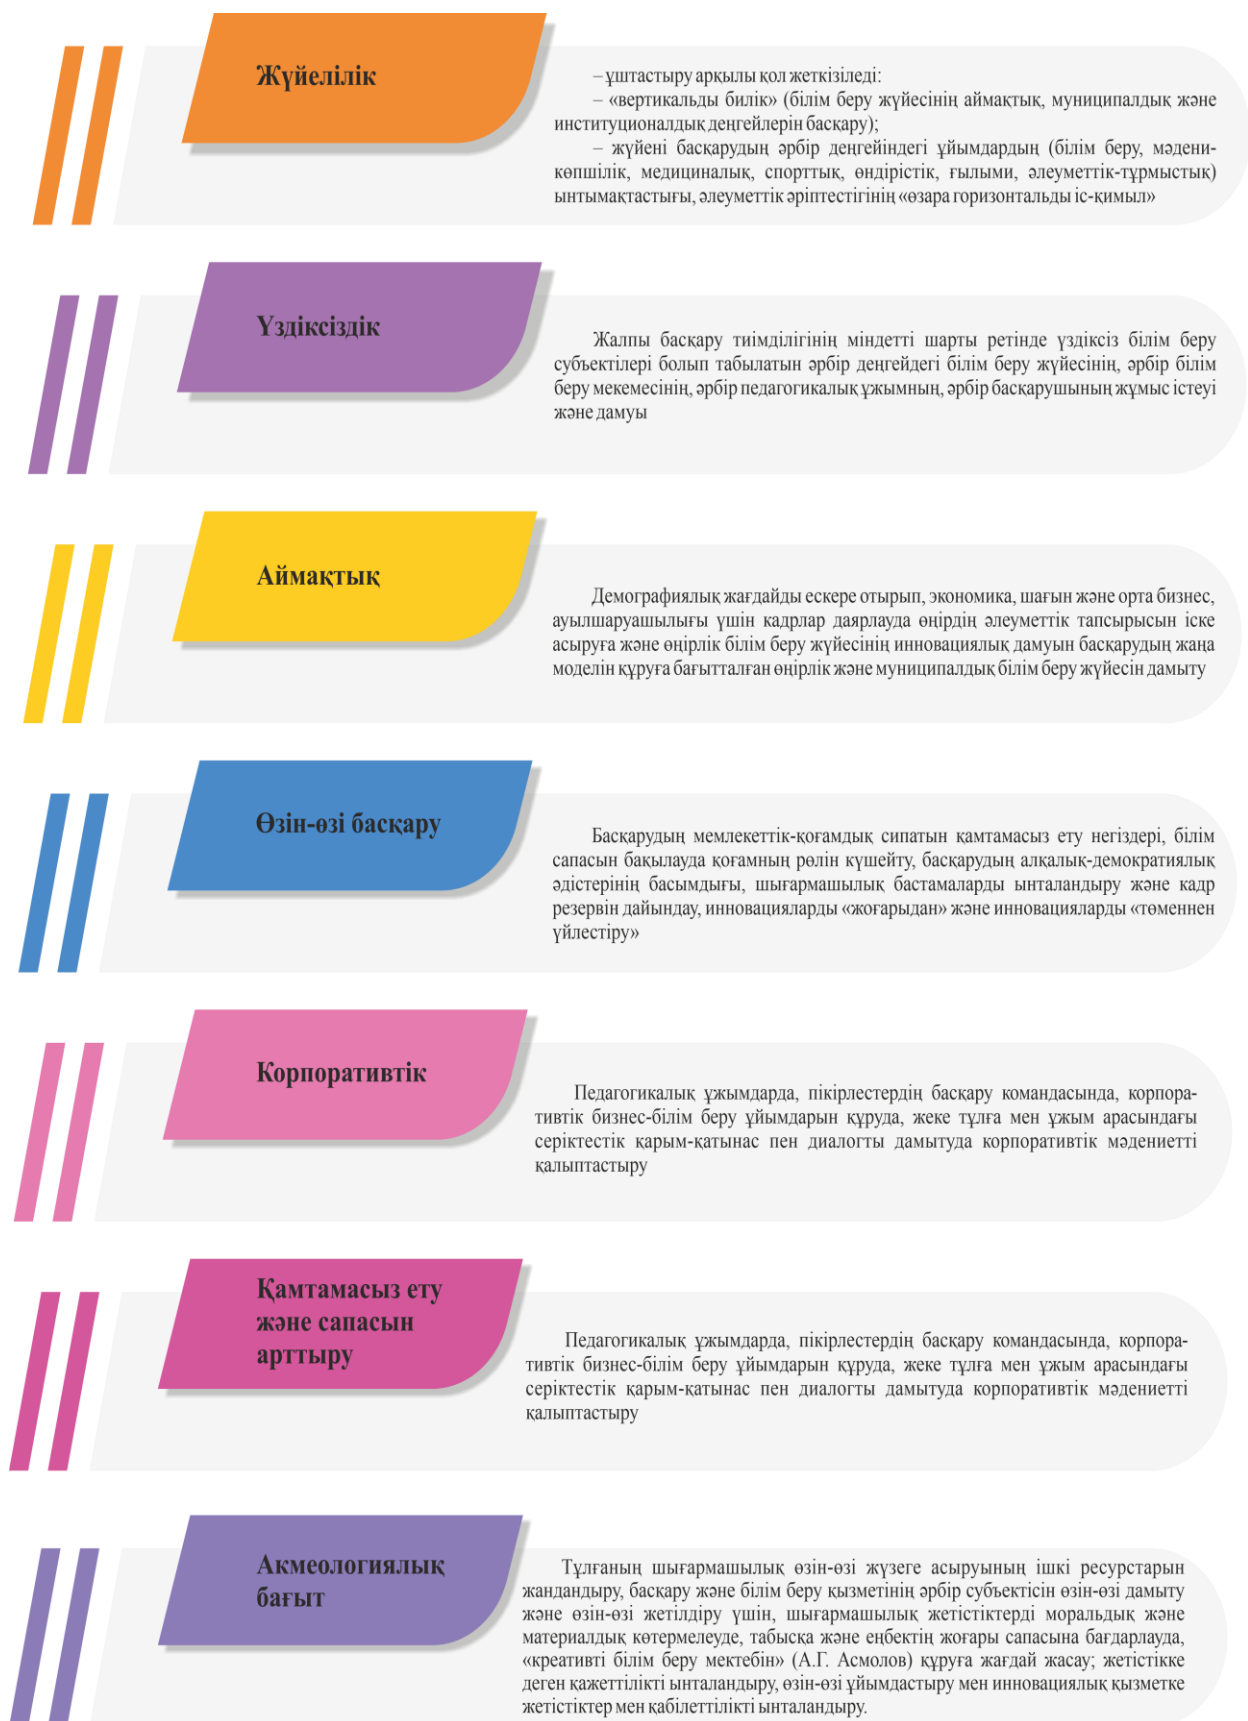 Жүйелілік
– ұштастыру арқылы қол жеткізіледі:
– «вертикальды билік» (білім беру жүйесінің аймақтық, муниципалдық және
институционалдық деңгейлерін басқару);
– жүйені басқарудың әрбір деңгейіндегі ұйымдардың (білім беру, мәдени-
көпшілік, медициналық, спорттық, өндірістік, ғылыми, әлеуметтік-тұрмыстық)
ынтымақтастығы, әлеуметтік әріптестігінің «өзара горизонтальды іс-қимыл»
Үздіксіздік
Жалпы басқару тиімділігінің міндетті шарты ретінде үздіксіз білім беру
субъектілері болып табылатын әрбір деңгейдегі білім беру жүйесінің, әрбір білім
беру мекемесінің, әрбір педагогикалық ұжымның, әрбір басқарушының жұмыс істеуі
және дамуы
Аймақтық
Демографиялық жағдайды ескере отырып, экономика, шағын және орта бизнес,
ауылшаруашылығы үшін кадрлар даярлауда өңірдің әлеуметтік тапсырысын іске
асыруға және өңірлік білім беру жүйесінің инновациялық дамуын басқарудың жаңа
моделін құруға бағытталған өңірлік және муниципалдық білім беру жүйесін дамыту
Өзін-өзі басқару
Басқарудың мемлекеттік-қоғамдық сипатын қамтамасыз ету негіздері, білім
сапасын бақылауда қоғамның рөлін күшейту, басқарудың алқалық-демократиялық
әдістерінің басымдығы, шығармашылық бастамаларды ынталандыру және кадр
резервін дайындау, инновацияларды «жоғарыдан» және инновацияларды «төменнен
үйлестіру»
Корпоративтік
Педагогикалық ұжымдарда, пікірлестердің басқару командасында, корпора-
тивтік бизнес-білім беру ұйымдарын құруда, жеке тұлға мен ұжым арасындағы
серіктестік қарым-қатынас пен диалогты дамытуда корпоративтік мәдениетті
қалыптастыру
Қамтамасыз ету
және сапасын
арттыру
Педагогикалық ұжымдарда, пікірлестердің басқару командасында, корпора-
тивтік бизнес-білім беру ұйымдарын құруда, жеке тұлға мен ұжым арасындағы
серіктестік қарым-қатынас пен диалогты дамытуда корпоративтік мәдениетті
қалыптастыру
Акмеологиялық
бағыт
Тұлғаның шығармашылық өзін-өзі жүзеге асыруының ішкі ресурстарын
жандандыру, басқару және білім беру қызметінің әрбір субъектісін өзін-өзі дамыту
және өзін-өзі жетілдіру үшін, шығармашылық жетістіктерді моральдық және
материалдық көтермелеуде, табысқа және еңбектің жоғары сапасына бағдарлауда,
«креативті білім беру мектебін» (А.Г. Асмолов) құруға жағдай жасау; жетістікке
деген қажеттілікті ынталандыру, өзін-өзі ұйымдастыру мен инновациялық қызметке
жетістіктер мен қабілеттілікті ынталандыру.